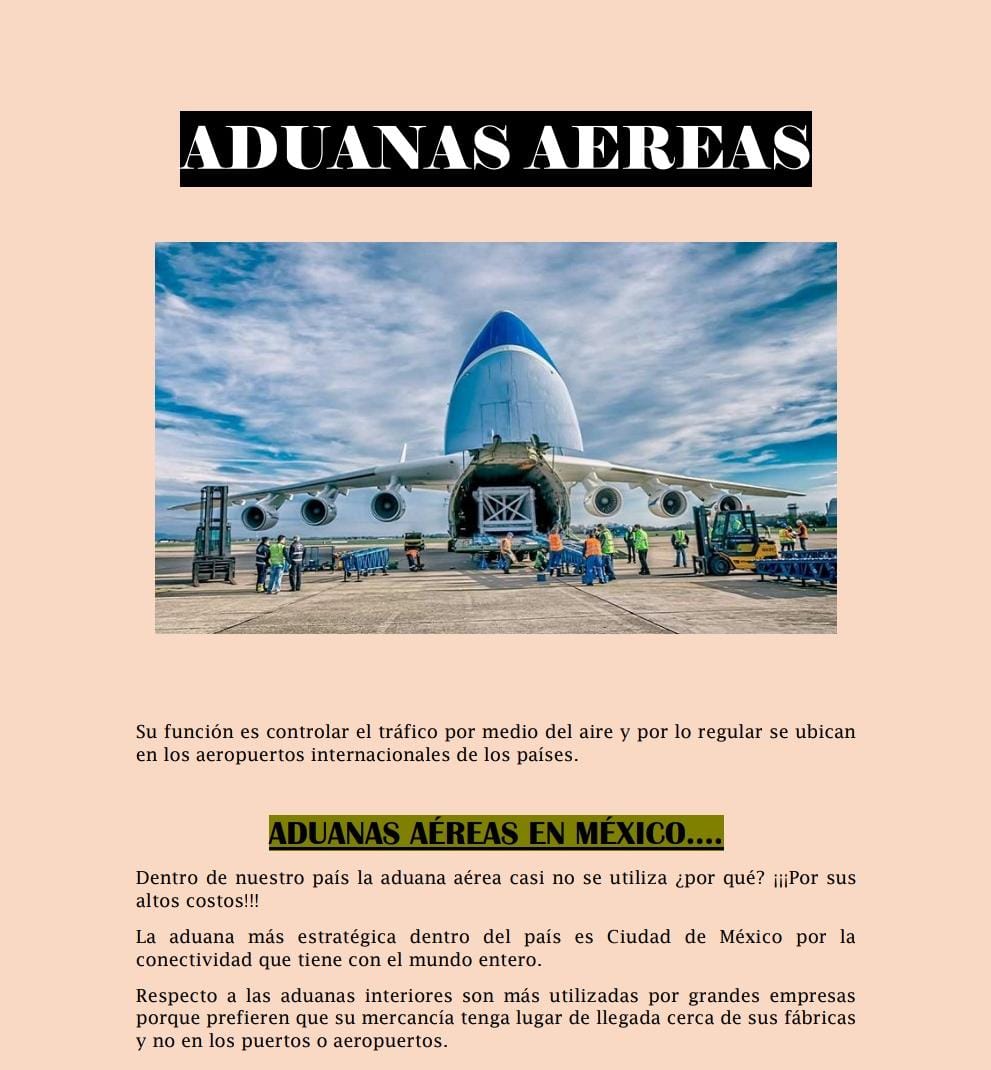 ADUANAS AEREAS
Su función es controlar el tráfico por medio del aire y por lo regular se ubican
en los aeropuertos internacionales de los países.
ADUANAS AÉREAS EN MÉXICO....
Dentro de nuestro país la aduana aérea casi no se utiliza ¿por qué? ¡¡¡Por sus
altos costos!!!
La aduana más estratégica dentro del país es Ciudad de México por la
conectividad que tiene con el mundo entero.
Respecto a las aduanas interiores son más utilizadas por grandes empresas
porque prefieren que su mercancía tenga lugar de llegada cerca de sus fábricas
y no en los puertos o aeropuertos.